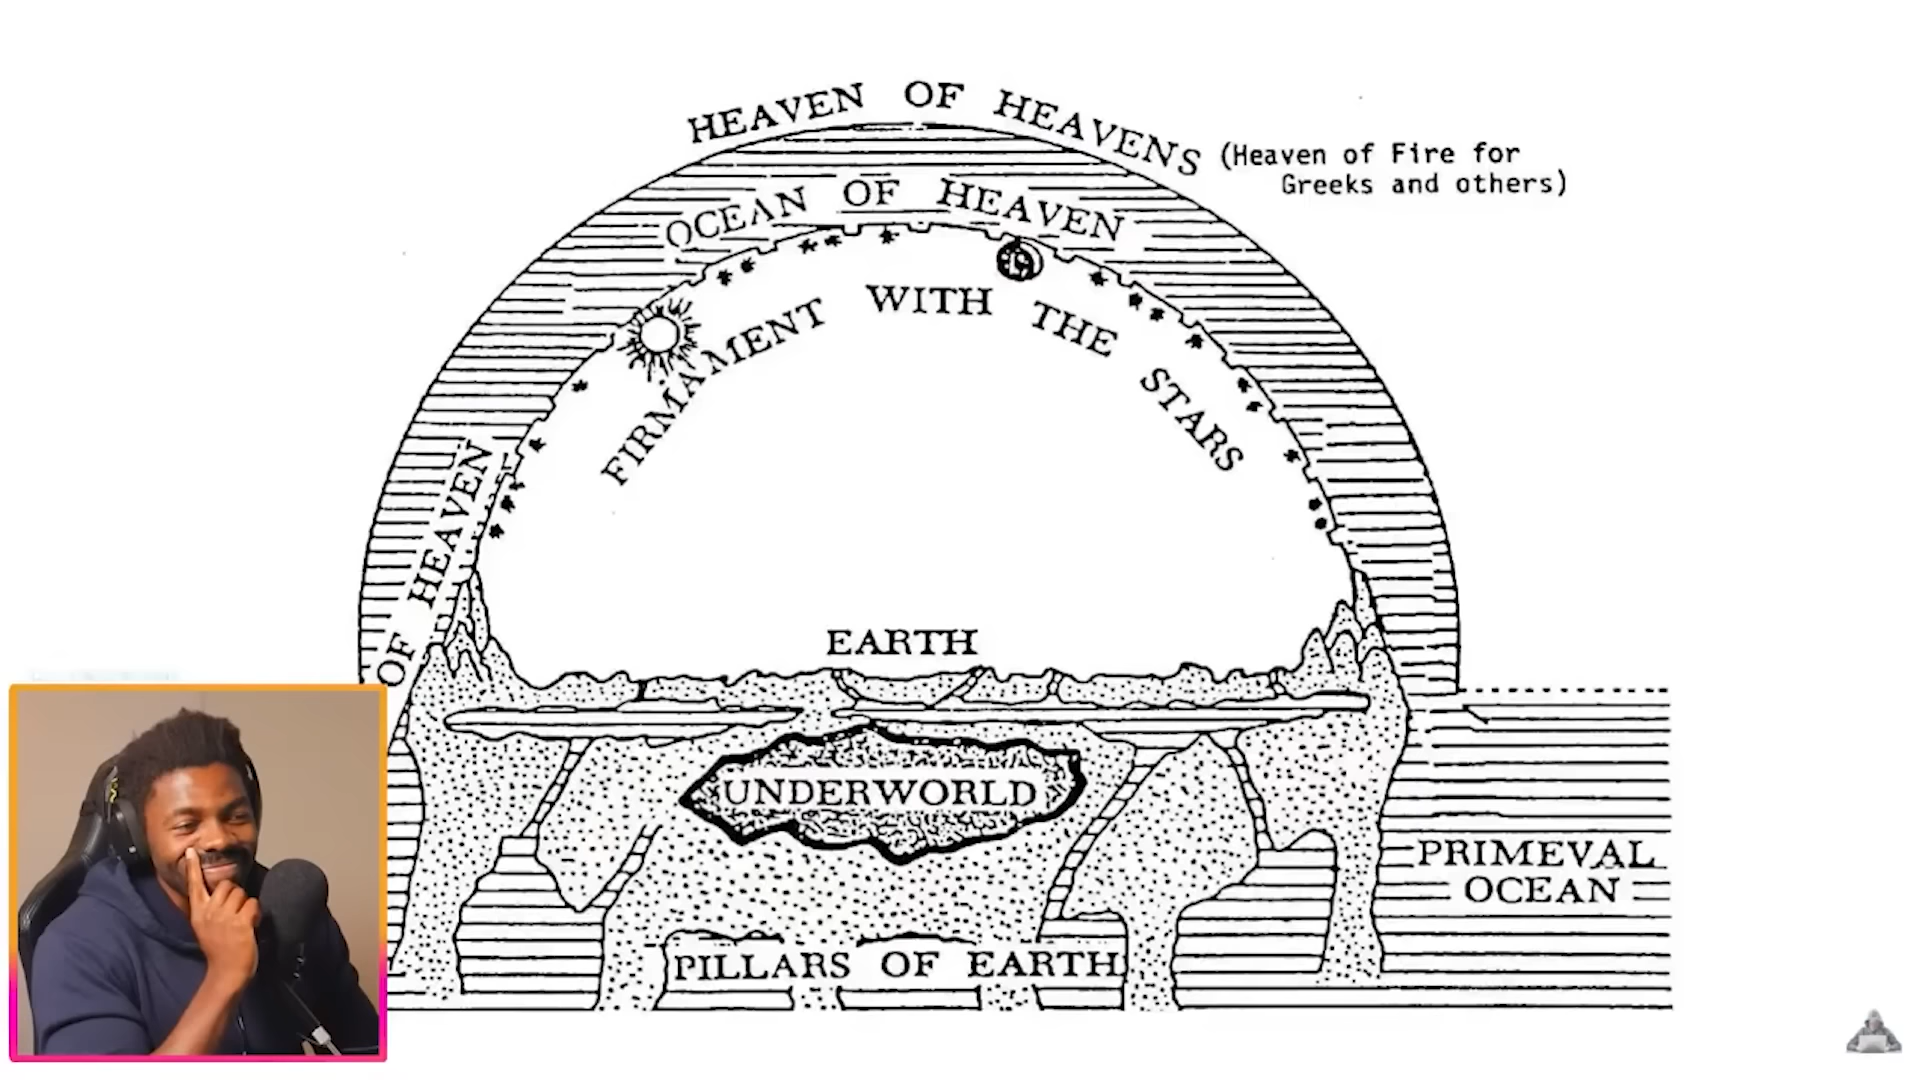 HEAVEN OF HEAVENS
(Heaven of Fire for
Greeks and others)
OCEAN OF HEAVEN
FIRMAMENT WITH THE STARS
OF HEAVEN
EARTH
UNDERWORLD
PRIMEVAL
OCEAN
PILLARS OF EARTH